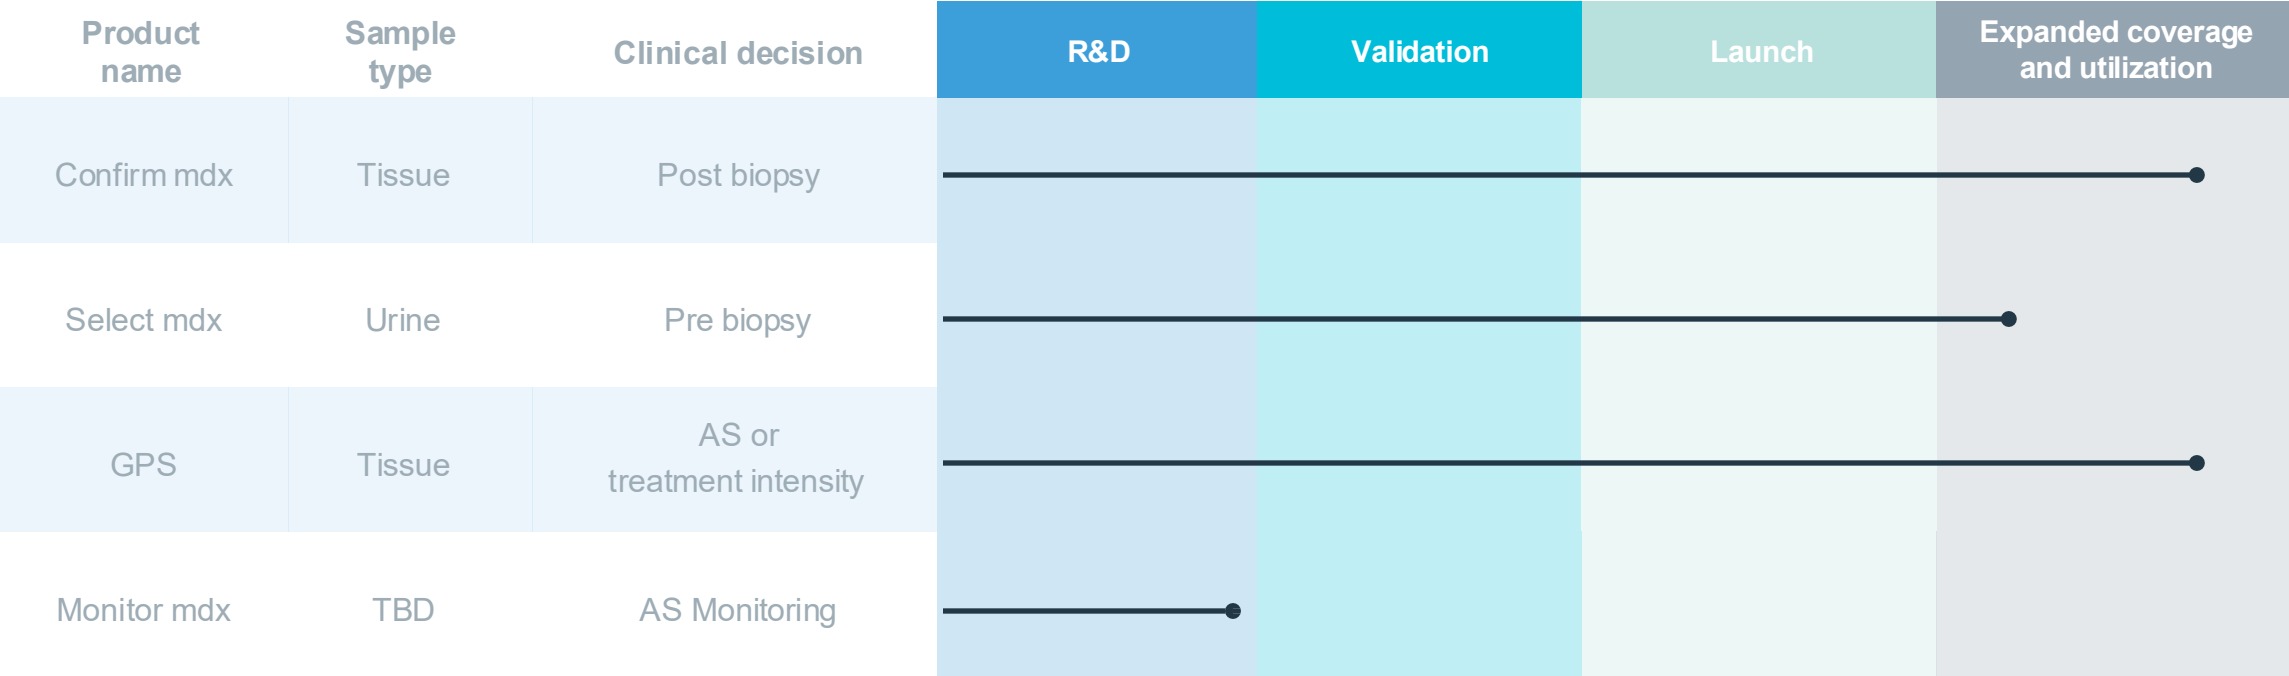 Product
name
Sample
type
Clinical decision
R&D
Validation
Launch
Expanded coverage
and utilization
Confirm mdx
Tissue
Post biopsy
Select mdx
Urine
Pre biopsy
GPS
Tissue
AS or
treatment intensity
Monitor mdx
TBD
AS Monitoring